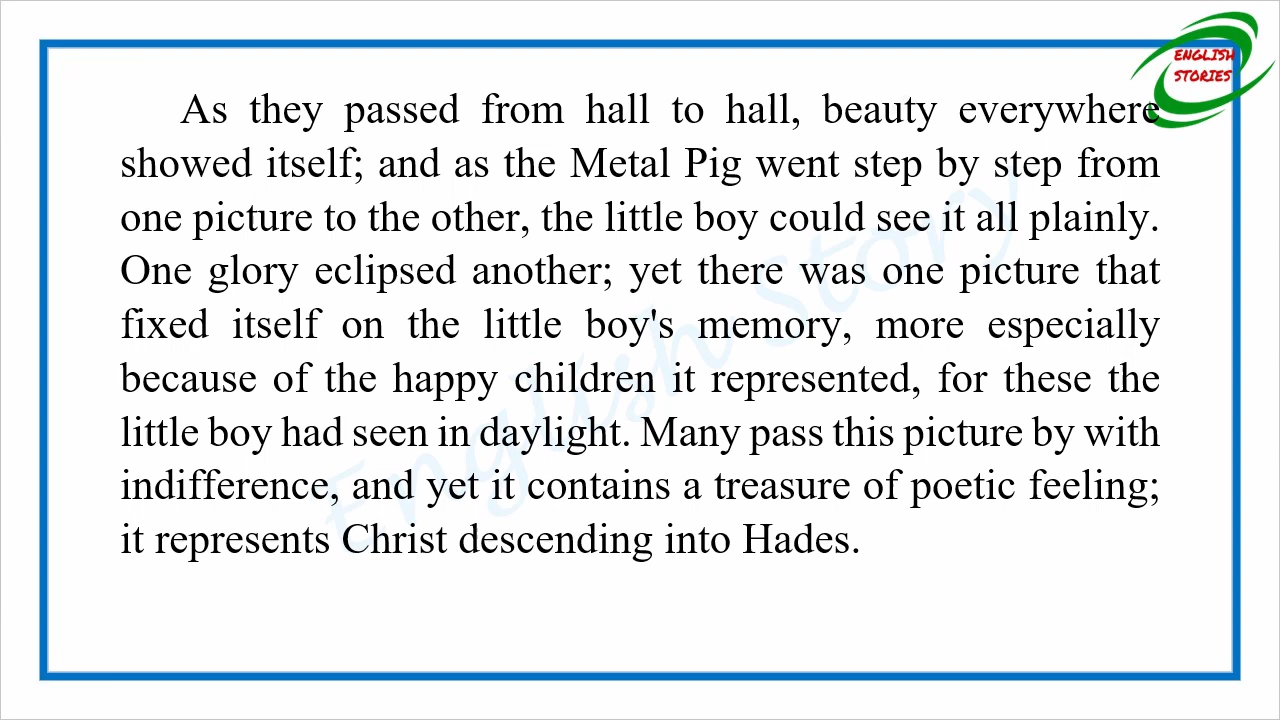 ENGLISH
STORIES
As they passed from hall to hall, beauty everywhere
showed itself; and as the Metal Pig went step by step from
one picture to the other, the little boy could see it all plainly.
One glory eclipsed another; yet there was one picture that
fixed itself on the little boy's memory, more especially
because of the happy children it represented, for these the
little boy had seen in daylight. Many pass this picture by with
indifference, and yet it contains a treasure of poetic feeling;
it represents Christ descending into Hades.
English Story